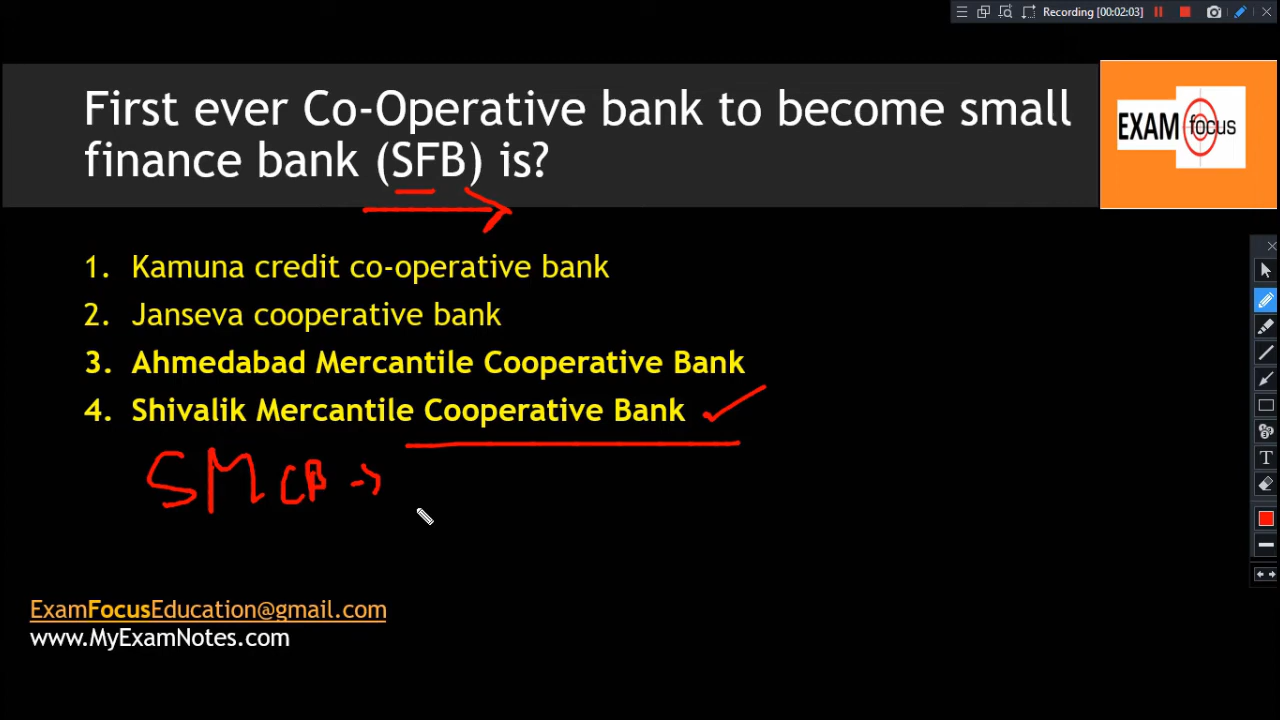 Recording [00:02:03]
First ever Co-Operative bank to become small
finance bank (SFB) is?
EXAM focus
1. Kamuna credit co-operative bank
2. Janseva cooperative bank
3. Ahmedabad Mercantile Cooperative Bank
4. Shivalik Mercantile Cooperative Bank
SMCB →
ExamFocusEducation@gmail.com
www.MyExamNotes.com